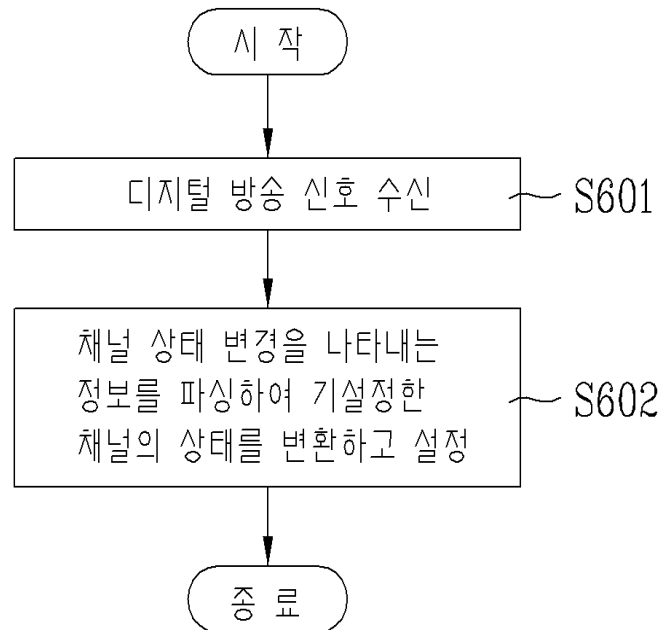 시 작
디지털 방송 신호 수신
S601
채널 상태 변경을 나타내는
정보를 파싱하여 기설정한
채널의 상태를 변환하고 설정
S602
종 료